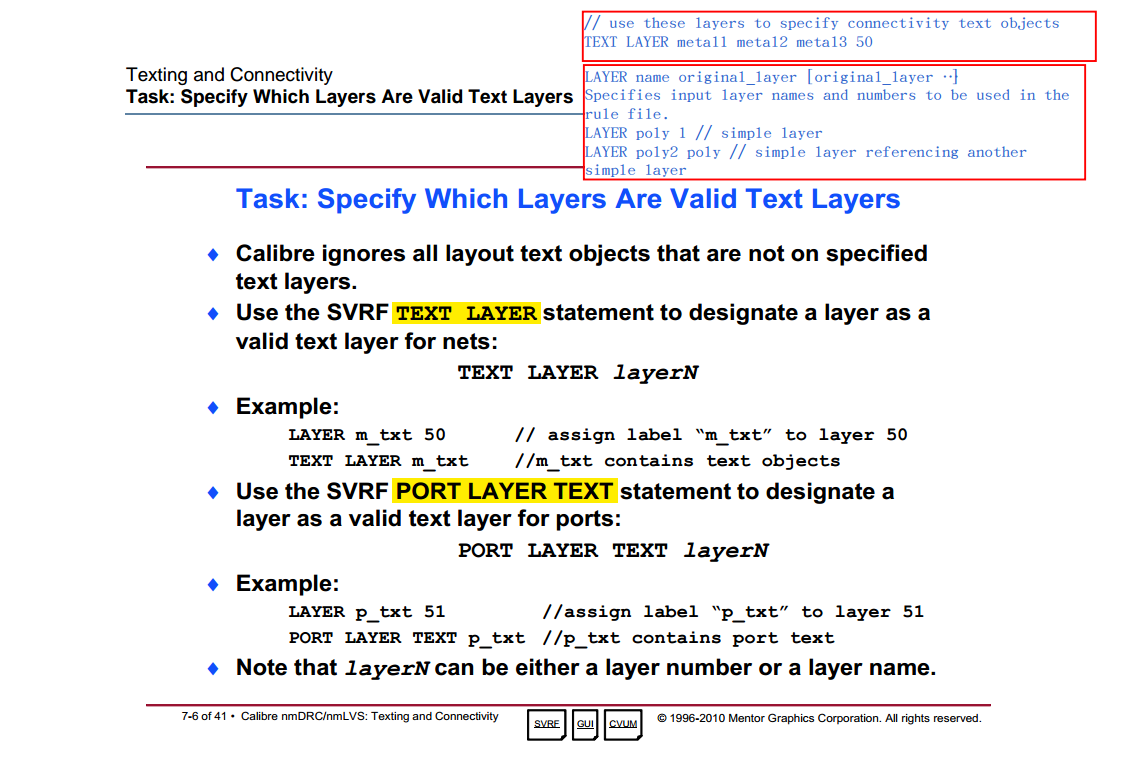 // use these layers to specify connectivity text objects
TEXT LAYER metal1 metal2 metal3 50
Texting and Connectivity
Task: Specify Which Layers Are Valid Text Layers
LAYER name original_layer [original_layer ··]
Specifies input layer names and numbers to be used in the
rule file.
LAYER poly 1 // simple layer
LAYER poly2 poly // simple layer referencing another
simple layer
Task: Specify Which Layers Are Valid Text Layers
♦ Calibre ignores all layout text objects that are not on specified
text layers.
♦ Use the SVRF TEXT LAYER statement to designate a layer as a
valid text layer for nets:
TEXT LAYER layerN
♦ Example:
LAYER m_txt 50 // assign label “m_txt” to layer 50
TEXT LAYER m_txt //m_txt contains text objects
♦ Use the SVRF PORT LAYER TEXT statement to designate a
layer as a valid text layer for ports:
PORT LAYER TEXT layerN
♦ Example:
LAYER p_txt 51 //assign label “p_txt” to layer 51
PORT LAYER TEXT p_txt //p_txt contains port text
♦ Note that layerN can be either a layer number or a layer name.
7-6 of 41 • Calibre nmDRC/nmLVS: Texting and Connectivity
SVRF GUI CVUM
© 1996-2010 Mentor Graphics Corporation. All rights reserved.